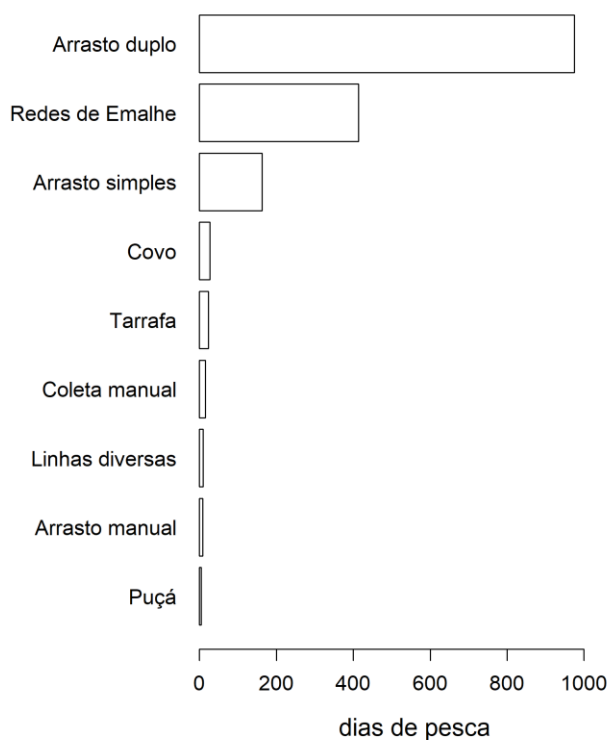 Arrasto duplo
Redes de Emalhe
Arrasto simples
Covo
Tarrafa
Coleta manual
Linhas diversas
Arrasto manual
Puçá
0 200 400 600 800 1000
dias de pesca